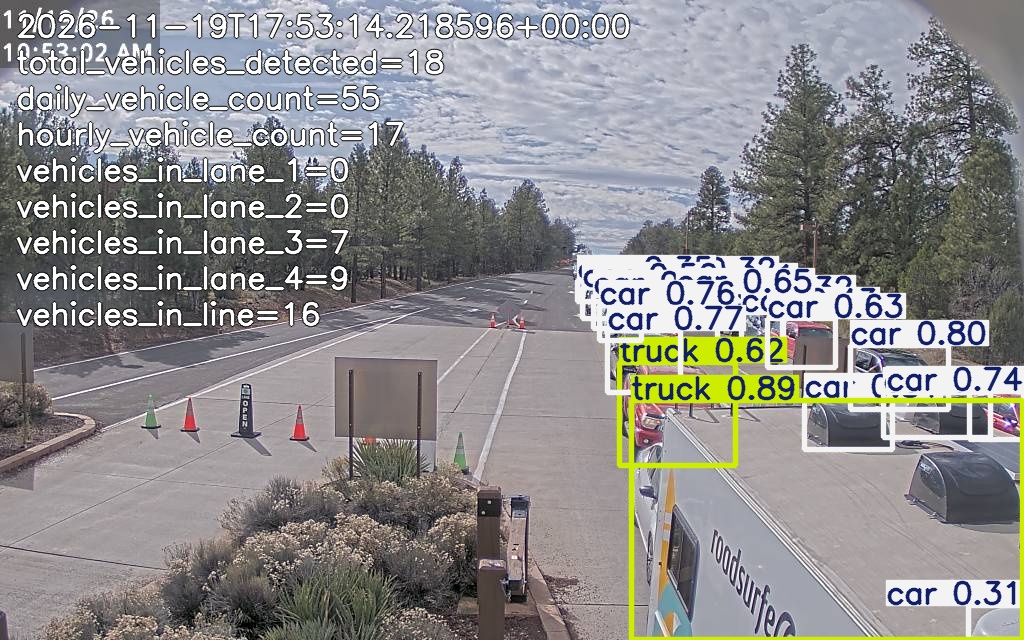 2026-11-19T17:53:14.218596+00:00
10:53:02 AM
total_vehicles_detected=18
daily_vehicle_count=55
hourly_vehicle_count=17
vehicles_in_lane_1=0
vehicles_in_lane_2=0
vehicles_in_lane_3=7
vehicles_in_lane_4=9
vehicles_in_line=16
car 0.76
0.65
car 0.63
car 0.77
car 0.80
truck 0.62
truck 0.89
car
car 0.74
OPEN
roadsurfe
car 0.31